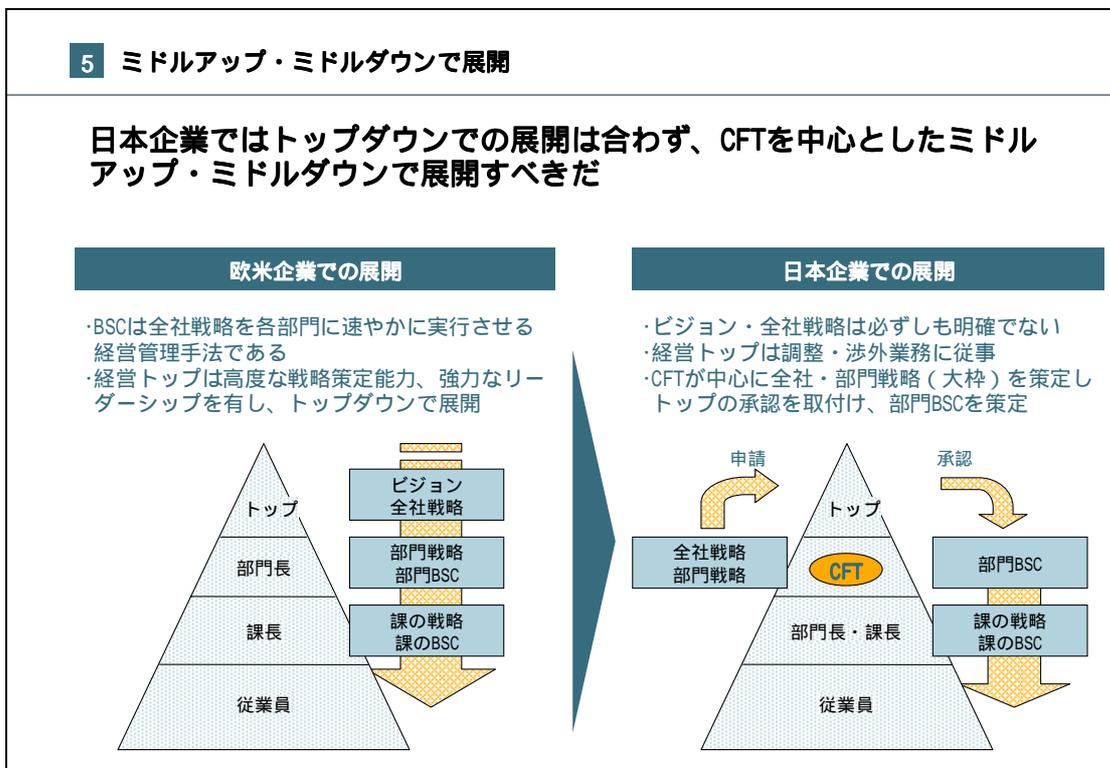 5 ミドルアップ・ミドルダウンで展開
日本企業ではトップダウンでの展開は合わず、CFTを中心としたミドル
アップ・ミドルダウンで展開すべきだ
欧米企業での展開
・BSCは全社戦略を各部門に速やかに実行させる
経営管理手法である
・経営トップは高度な戦略策定能力、強力なリー
ダーシップを有し、トップダウンで展開
トップ
部門長
課長
従業員
ビジョン
全社戦略
部門戦略
部門BSC
課の戦略
課のBSC
日本企業での展開
・ビジョン・全社戦略は必ずしも明確でない
・経営トップは調整・渉外業務に従事
・CFTが中心に全社・部門戦略(大枠)を策定し
トップの承認を取付け、部門BSCを策定
申請
承認
トップ
全社戦略
部門戦略
CFT
部門長・課長
従業員
部門BSC
課の戦略
課のBSC